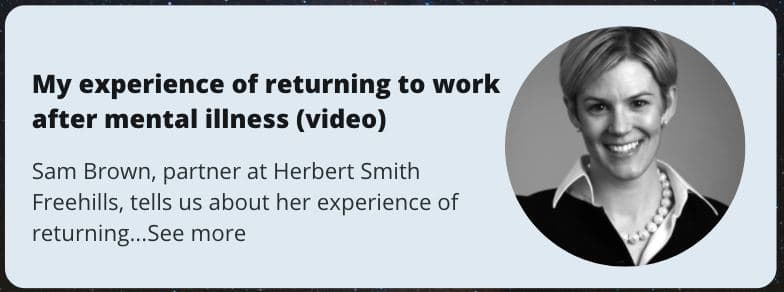 My experience of returning to work
after mental illness (video)
Sam Brown, partner at Herbert Smith
Freehills, tells us about her experience of
returning...See more